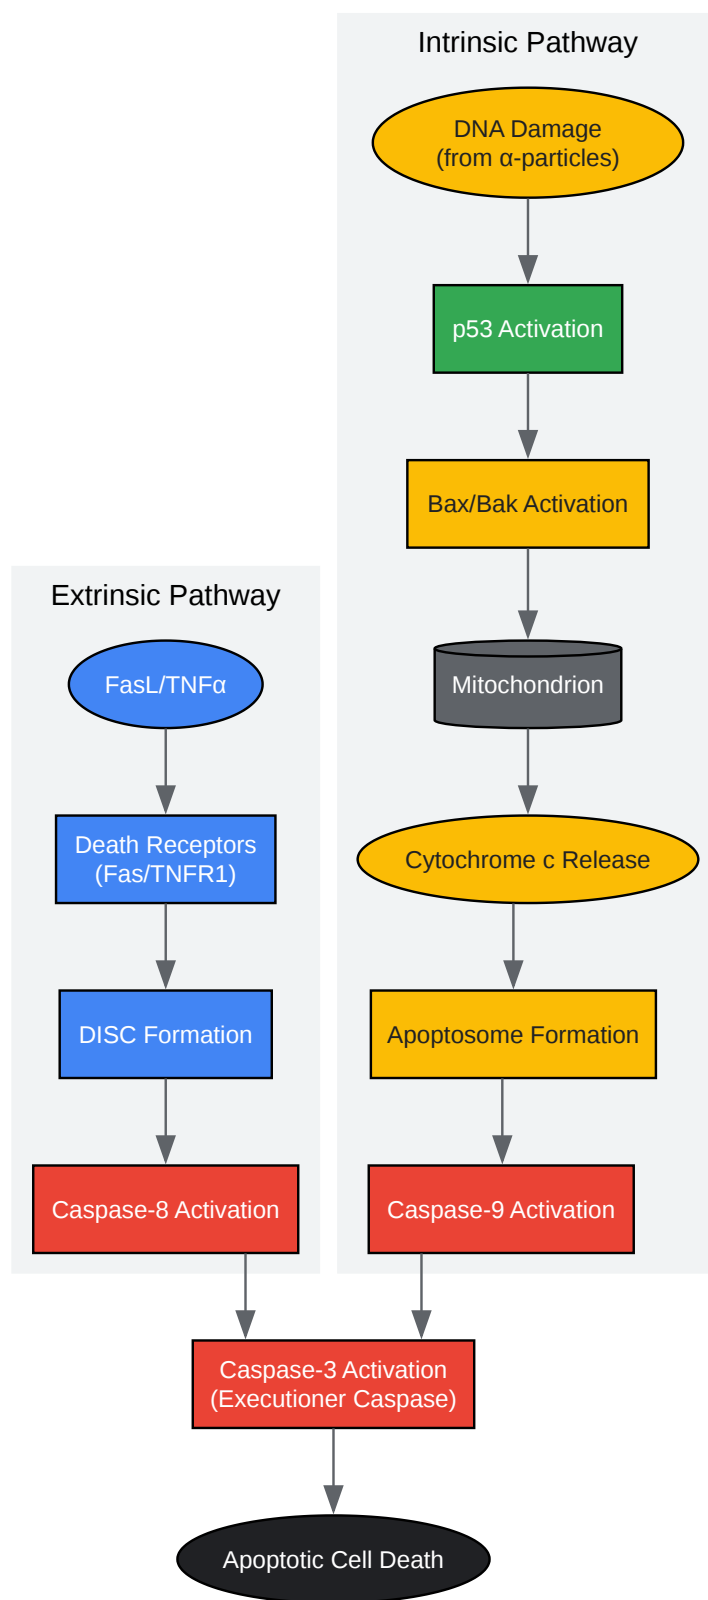 Intrinsic Pathway
DNA Damage
(from α-particles)
p53 Activation
Bax/Bak Activation
Mitochondrion
Cytochrome c Release
Apoptosome Formation
Caspase-9 Activation
Extrinsic Pathway
FasL/TNFα
Death Receptors
(Fas/TNFR1)
DISC Formation
Caspase-8 Activation
Caspase-3 Activation
(Executioner Caspase)
Apoptotic Cell Death